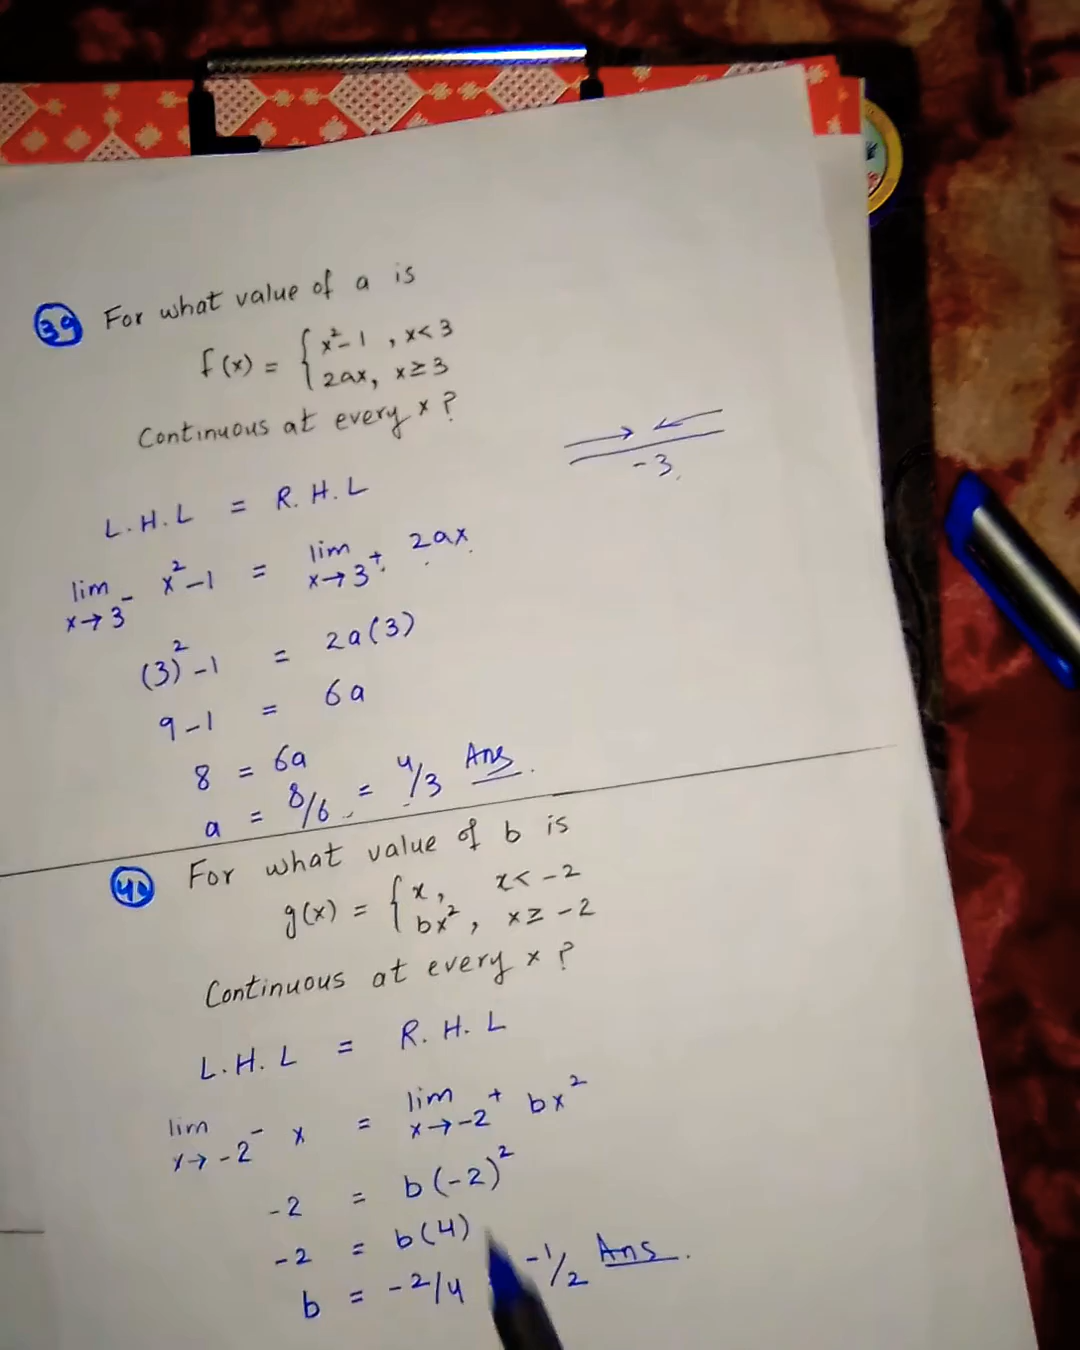 39 For what value of a is
f(x) = { x²-1 , x< 3
2ax, x≥3
Continuous at every x ?
-3
L.H.L = R.H.L
lim x→3⁻ x²-1 = lim x→3⁺ 2ax
(3)²-1 = 2a(3)
9-1 = 6a
8 = 6a
a = 8/6 = 4/3 Ans.
40 For what value of b is
g(x) = { x, x< -2
bx², x≥ -2
Continuous at every x ?
L.H.L = R.H.L
lim x→-2⁻ x = lim x→-2⁺ bx²
-2 = b(-2)²
-2 = b(4)
b = -2/4 -1/2 Ans.